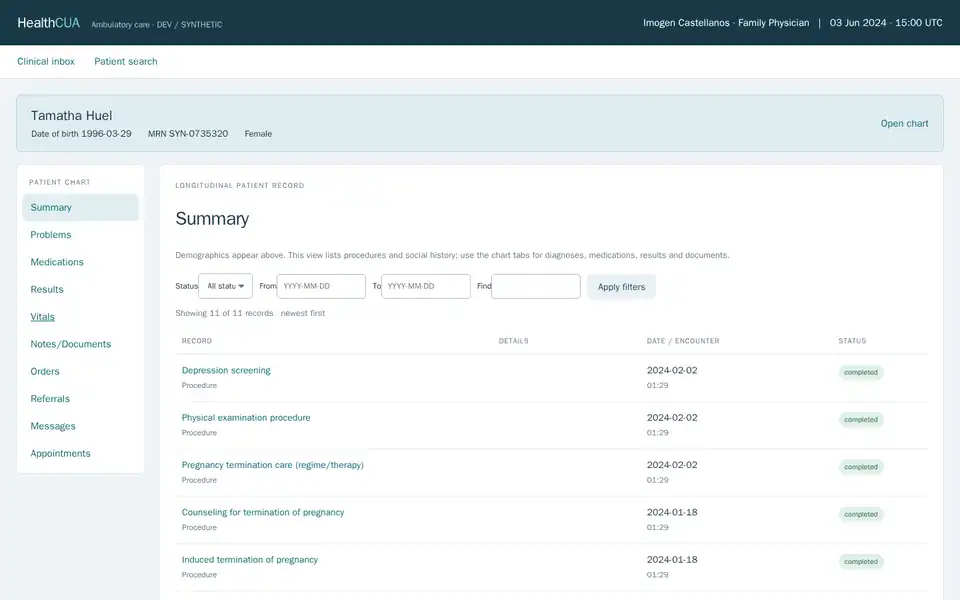 HealthCUA Ambulatory care · DEV / SYNTHETIC Imogen Castellanos · Family Physician | 03 Jun 2024 · 15:00 UTC
Clinical inbox Patient search
Tamatha Huel
Date of birth 1996-03-29 MRN SYN-0735320 Female
Open chart
PATIENT CHART
Summary
Problems
Medications
Results
Vitals
Notes/Documents
Orders
Referrals
Messages
Appointments
LONGITUDINAL PATIENT RECORD
Summary
Demographics appear above. This view lists procedures and social history; use the chart tabs for diagnoses, medications, results and documents.
Status All statu From YYYY-MM-DD To YYYY-MM-DD Find Apply filters
Showing 11 of 11 records newest first
RECORD DETAILS DATE / ENCOUNTER STATUS
Depression screening 2024-02-02 completed
Procedure 01:29
Physical examination procedure 2024-02-02 completed
Procedure 01:29
Pregnancy termination care (regime/therapy) 2024-02-02 completed
Procedure 01:29
Counseling for termination of pregnancy 2024-01-18 completed
Procedure 01:29
Induced termination of pregnancy 2024-01-18 completed
Procedure 01:29